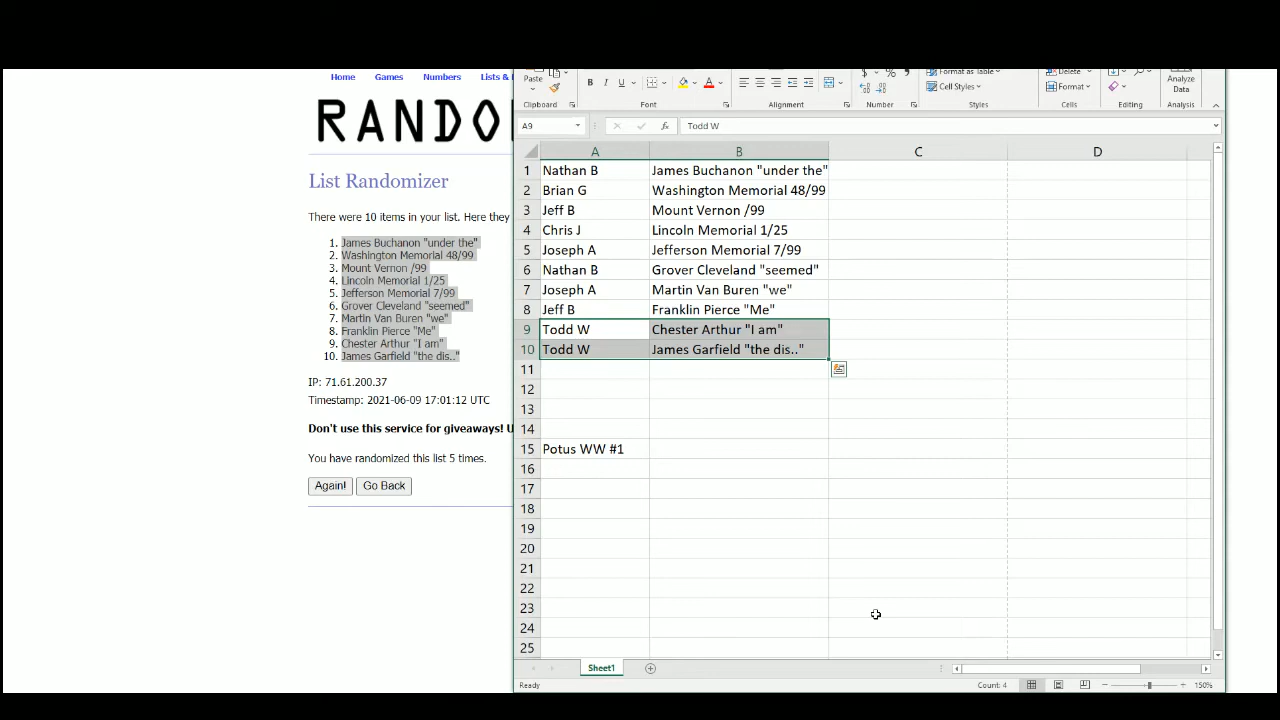 Home Games Numbers Lists &
RANDO
List Randomizer
There were 10 items in your list. Here they
1. James Buchanon "under the"
2. Washington Memorial 48/99
3. Mount Vernon /99
4. Lincoln Memorial 1/25
5. Jefferson Memorial 7/99
6. Grover Cleveland "seemed"
7. Martin Van Buren "we"
8. Franklin Pierce "Me"
9. Chester Arthur "I am"
10. James Garfield "the dis.."
IP: 71.61.200.37
Timestamp: 2021-06-09 17:01:12 UTC
Don't use this service for giveaways!
You have randomized this list 5 times.
Again! Go Back
Paste
B I U
Format as Table
Cell Styles
Delete
Format
Analyze
Data
Clipboard Font Alignment Number Styles Cells Editing Analysis
A9 fx Todd W
A B C D
1 Nathan B James Buchanon "under the"
2 Brian G Washington Memorial 48/99
3 Jeff B Mount Vernon /99
4 Chris J Lincoln Memorial 1/25
5 Joseph A Jefferson Memorial 7/99
6 Nathan B Grover Cleveland "seemed"
7 Joseph A Martin Van Buren "we"
8 Jeff B Franklin Pierce "Me"
9 Todd W Chester Arthur "I am"
10 Todd W James Garfield "the dis.."
11
12
13
14
15 Potus WW #1
16
17
18
19
20
21
22
23
24
25
Sheet1
Ready Count: 4 150%